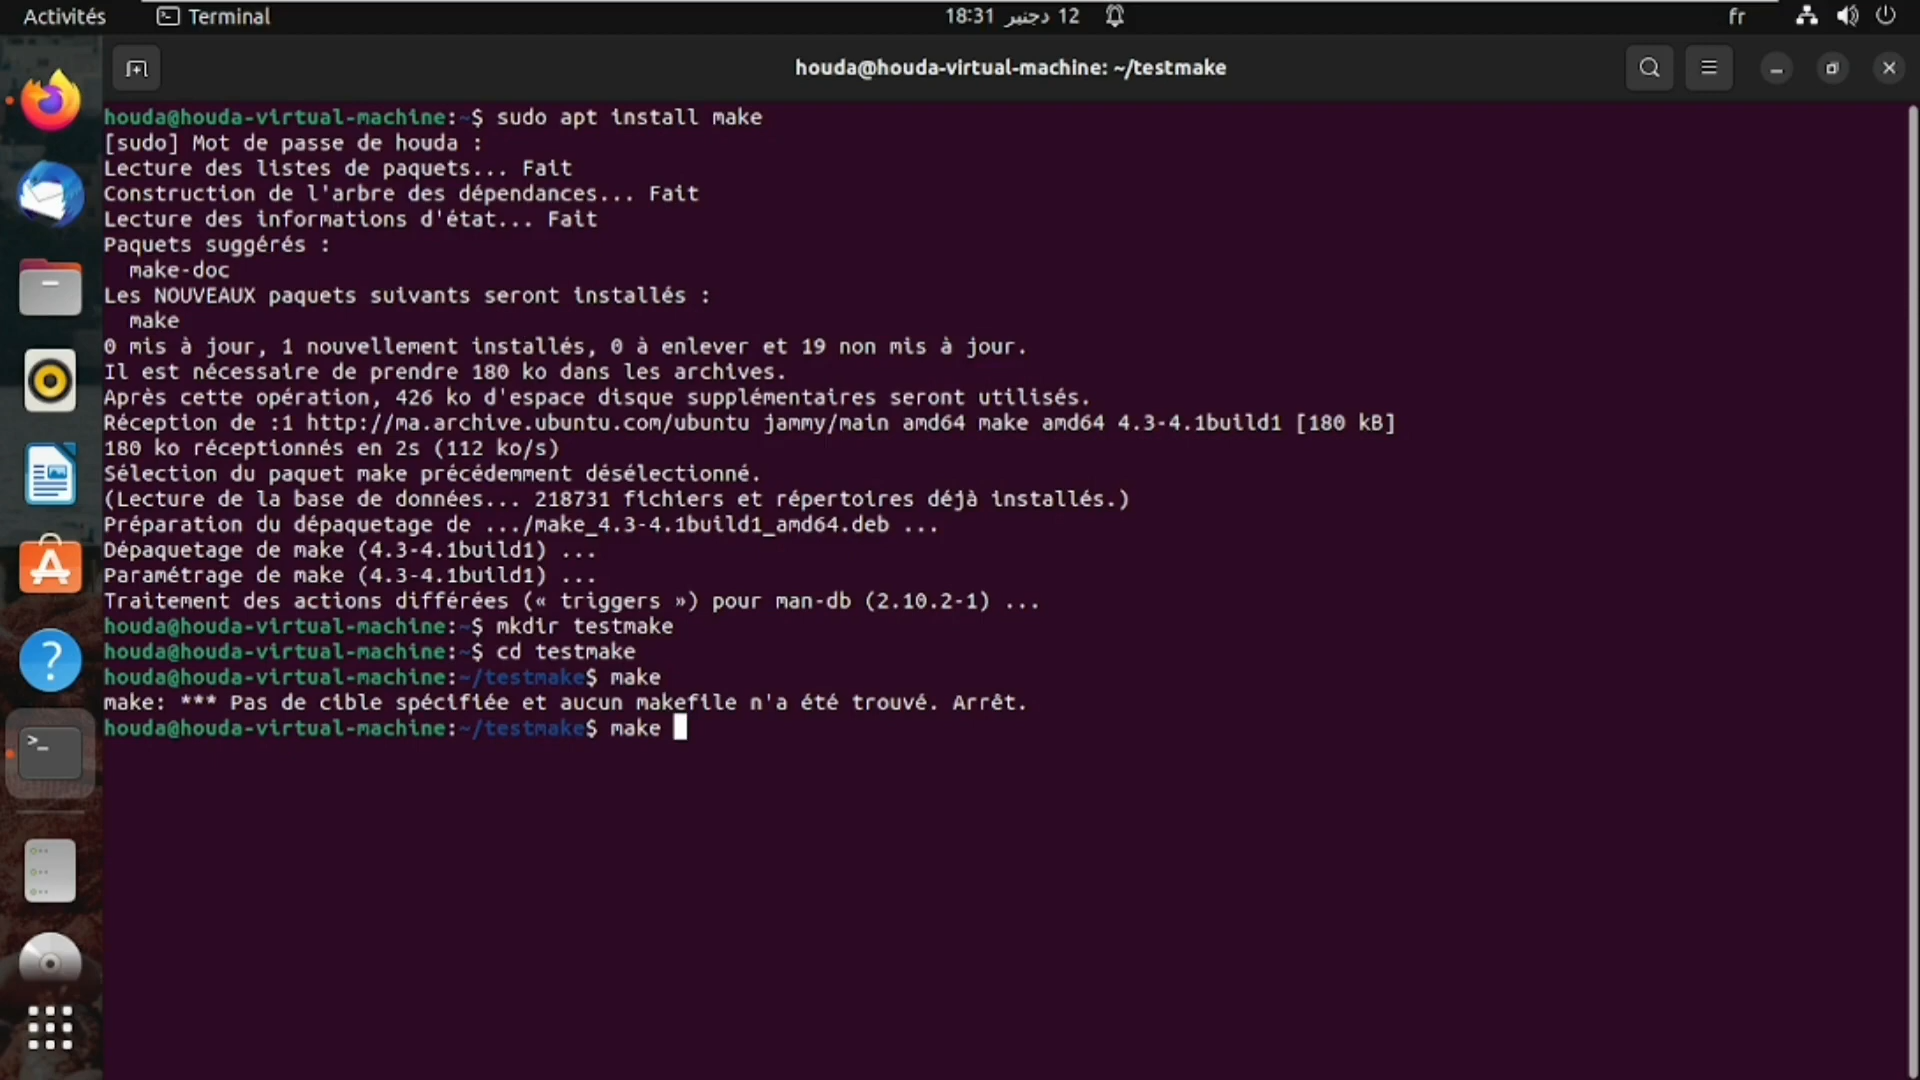 Activités Terminal 18:31 12 دجنبر fr
houda@houda-virtual-machine: ~/testmake
houda@houda-virtual-machine:~$ sudo apt install make
[sudo] Mot de passe de houda :
Lecture des listes de paquets... Fait
Construction de l'arbre des dépendances... Fait
Lecture des informations d'état... Fait
Paquets suggérés :
  make-doc
Les NOUVEAUX paquets suivants seront installés :
  make
0 mis à jour, 1 nouvellement installés, 0 à enlever et 19 non mis à jour.
Il est nécessaire de prendre 180 ko dans les archives.
Après cette opération, 426 ko d'espace disque supplémentaires seront utilisés.
Réception de :1 http://ma.archive.ubuntu.com/ubuntu jammy/main amd64 make amd64 4.3-4.1build1 [180 kB]
180 ko réceptionnés en 2s (112 ko/s)
Sélection du paquet make précédemment désélectionné.
(Lecture de la base de données... 218731 fichiers et répertoires déjà installés.)
Préparation du dépaquetage de .../make_4.3-4.1build1_amd64.deb ...
Dépaquetage de make (4.3-4.1build1) ...
Paramétrage de make (4.3-4.1build1) ...
Traitement des actions différées (« triggers ») pour man-db (2.10.2-1) ...
houda@houda-virtual-machine:~$ mkdir testmake
houda@houda-virtual-machine:~$ cd testmake
houda@houda-virtual-machine:~/testmake$ make
make: *** Pas de cible spécifiée et aucun makefile n'a été trouvé. Arrêt.
houda@houda-virtual-machine:~/testmake$ make